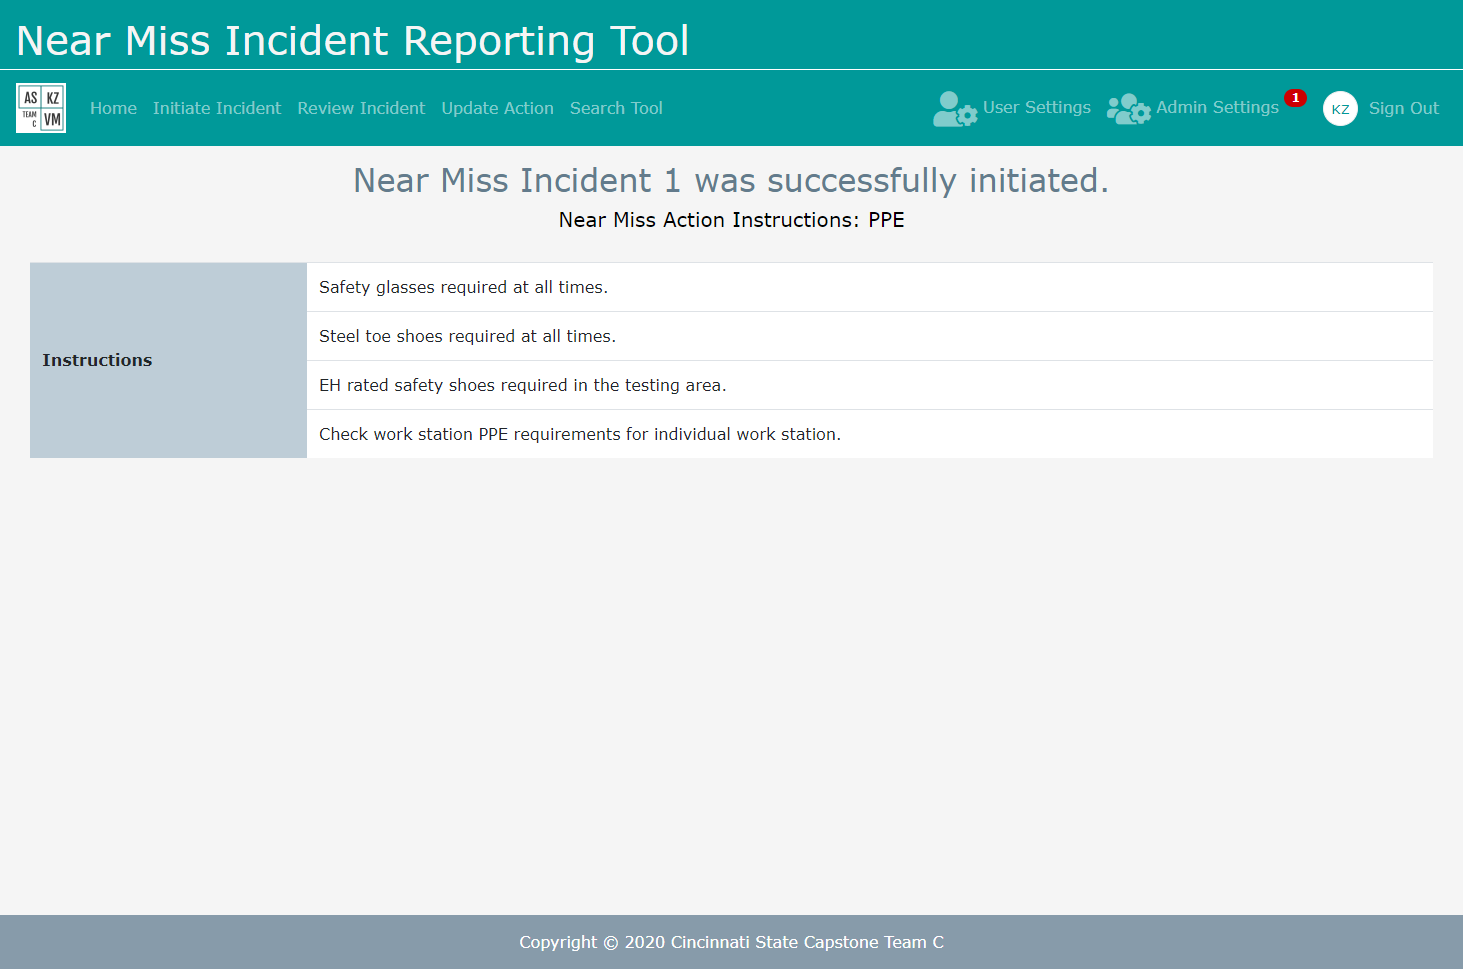 Near Miss Incident Reporting Tool
AS KZ
TEAM C VM
Home Initiate Incident Review Incident Update Action Search Tool User Settings Admin Settings 1 KZ Sign Out
Near Miss Incident 1 was successfully initiated.
Near Miss Action Instructions: PPE
Instructions
Safety glasses required at all times.
Steel toe shoes required at all times.
EH rated safety shoes required in the testing area.
Check work station PPE requirements for individual work station.
Copyright © 2020 Cincinnati State Capstone Team C